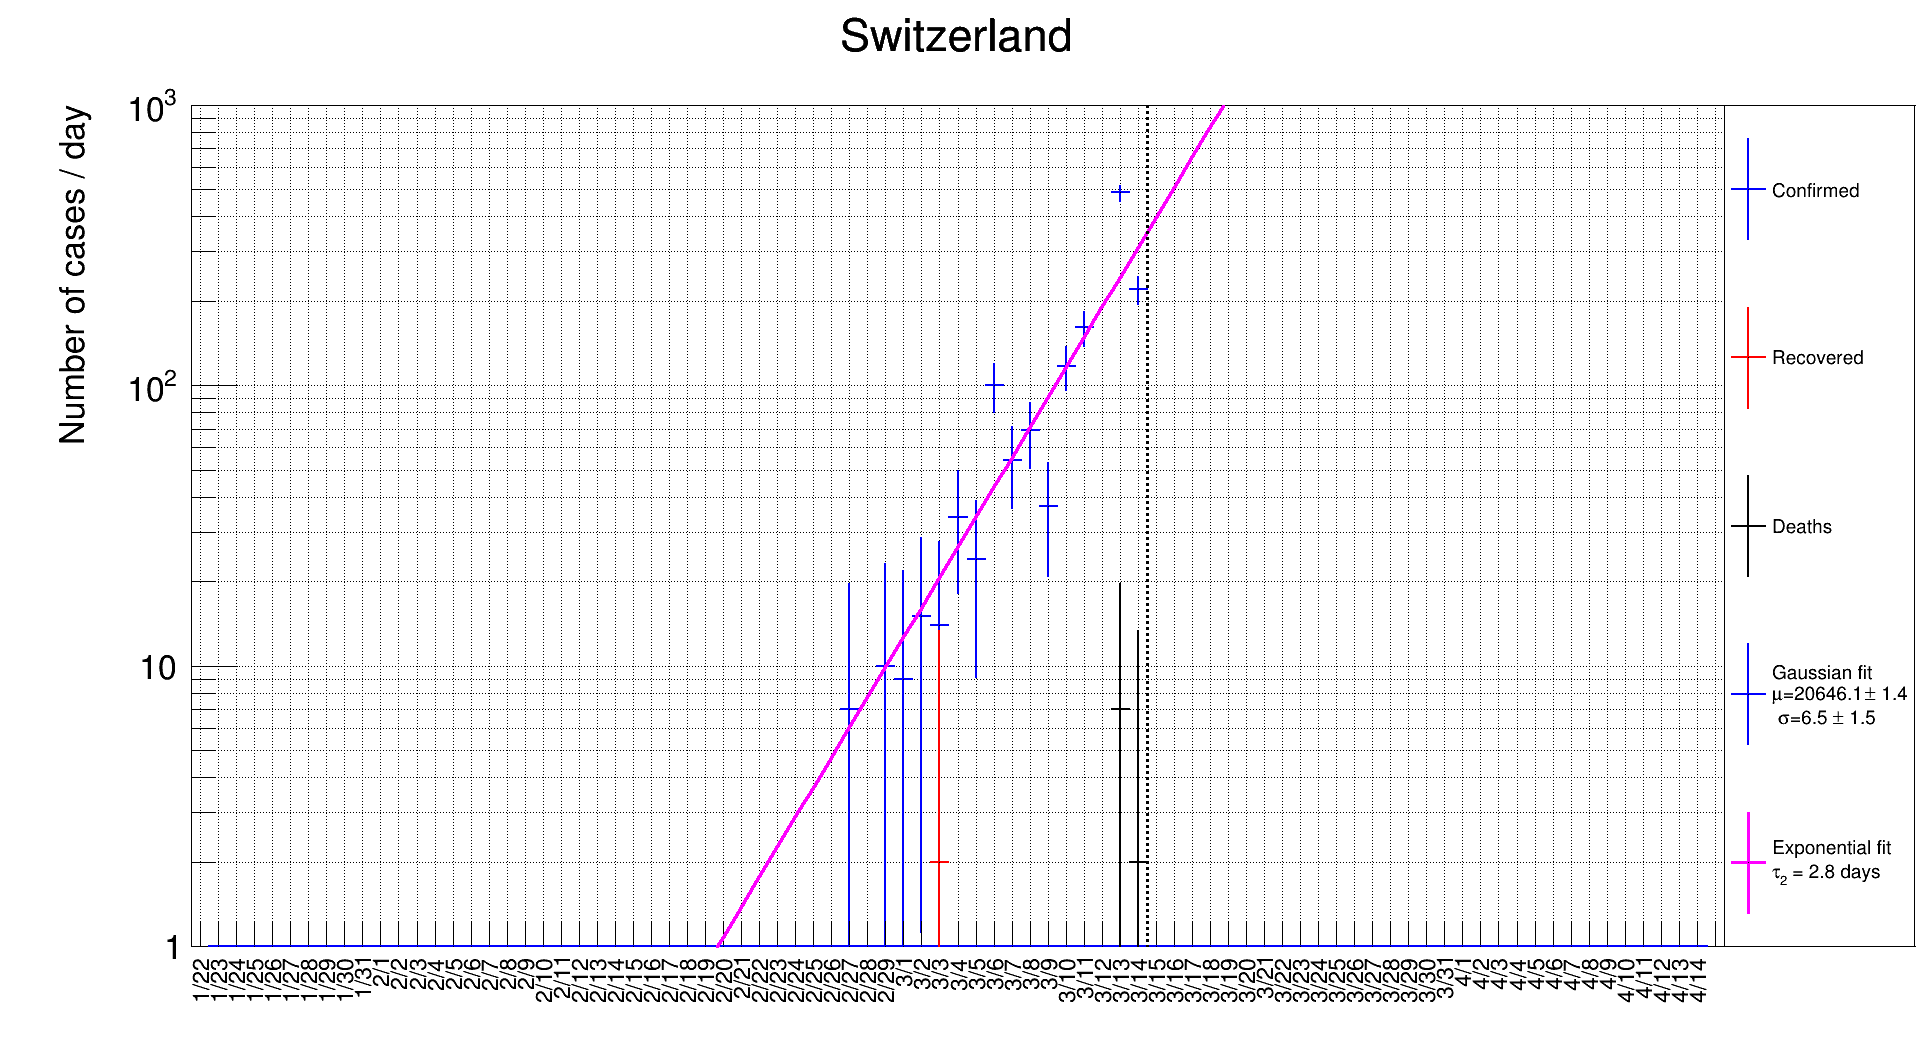 Switzerland
Number of cases / day
10³
10²
10
1
1/22 1/23 1/24 1/25 1/26 1/27 1/28 1/29 1/30 1/31 2/1 2/2 2/3 2/4 2/5 2/6 2/7 2/8 2/9 2/10 2/11 2/12 2/13 2/14 2/15 2/16 2/17 2/18 2/19 2/20 2/21 2/22 2/23 2/24 2/25 2/26 2/27 2/28 2/29 3/1 3/2 3/3 3/4 3/5 3/6 3/7 3/8 3/9 3/10 3/11 3/12 3/13 3/14 3/15 3/16 3/17 3/18 3/19 3/20 3/21 3/22 3/23 3/24 3/25 3/26 3/27 3/28 3/29 3/30 3/31 4/1 4/2 4/3 4/4 4/5 4/6 4/7 4/8 4/9 4/10 4/11 4/12 4/13 4/14
Confirmed
Recovered
Deaths
Gaussian fit
μ=20646.1± 1.4
σ=6.5 ± 1.5
Exponential fit
τ₂ = 2.8 days